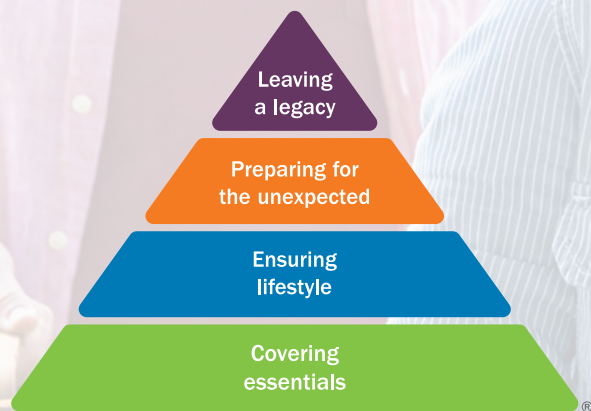 Leaving
a legacy
Preparing for
the unexpected
Ensuring
lifestyle
Covering
essentials
®